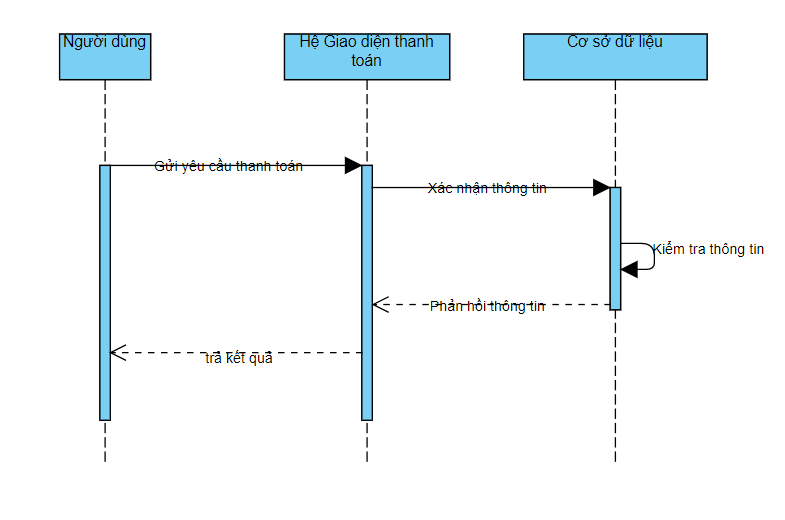 Người dùng
Hệ Giao diện thanh
toán
Cơ sở dữ liệu
Gửi yêu cầu thanh toán
Xác nhận thông tin
Kiểm tra thông tin
Phản hồi thông tin
trả kết quả